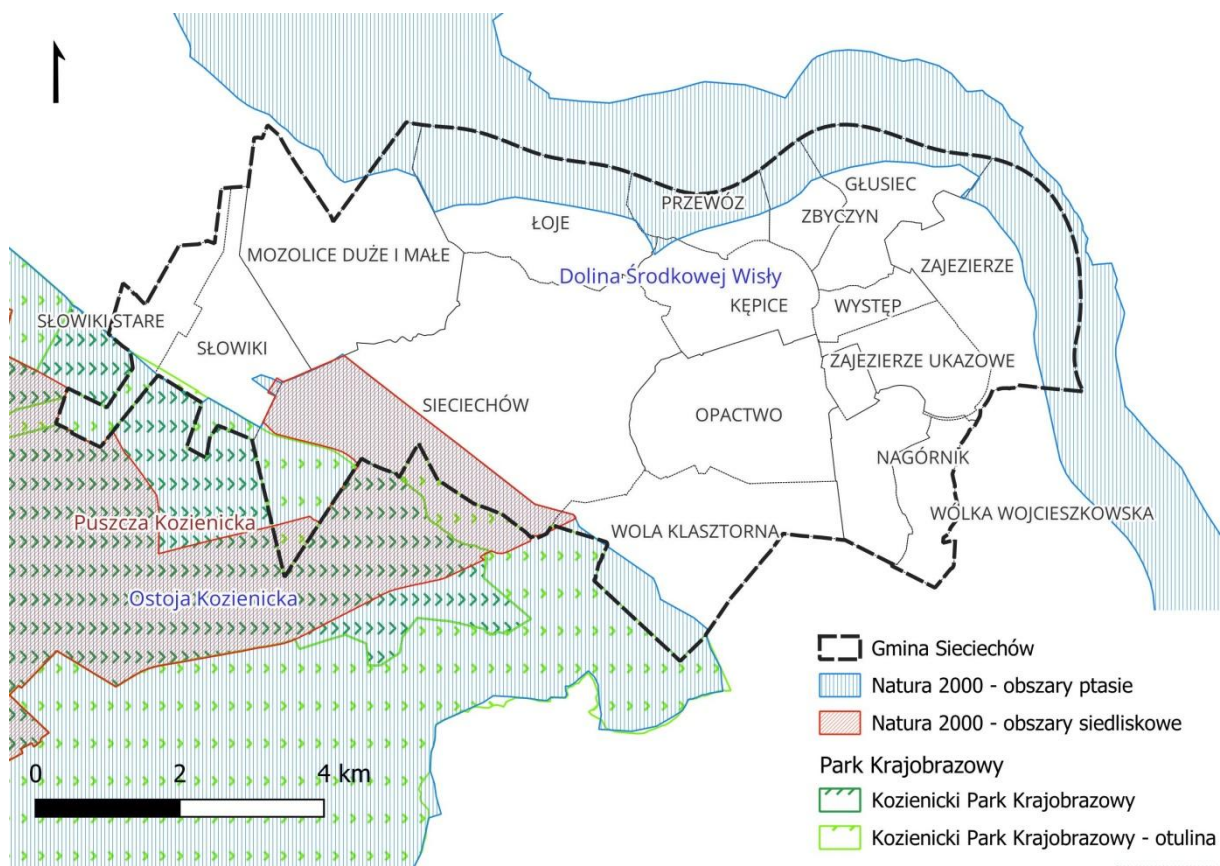 GŁUSIEC
PRZEWÓZ
ZBYCZYN
ŁOJE
MOZOLICE DUŻE I MAŁE
ZAJEZIERZE
Dolina Środkowej Wisły
KĘPICE
WYSTĘP
SŁOWIKI STARE
SŁOWIKI
ZAJEZIERZE UKAZOWE
SIECIECHÓW
OPACTWO
NAGÓRNIK
Puszcza Kozienicka
WOLA KLASZTORNA
WÓLKA WOJCIESZKOWSKA
Ostoja Kozienicka
Gmina Sieciechów
Natura 2000 - obszary ptasie
Natura 2000 - obszary siedliskowe
Park Krajobrazowy
Kozienicki Park Krajobrazowy
Kozienicki Park Krajobrazowy - otulina
0 2 4 km